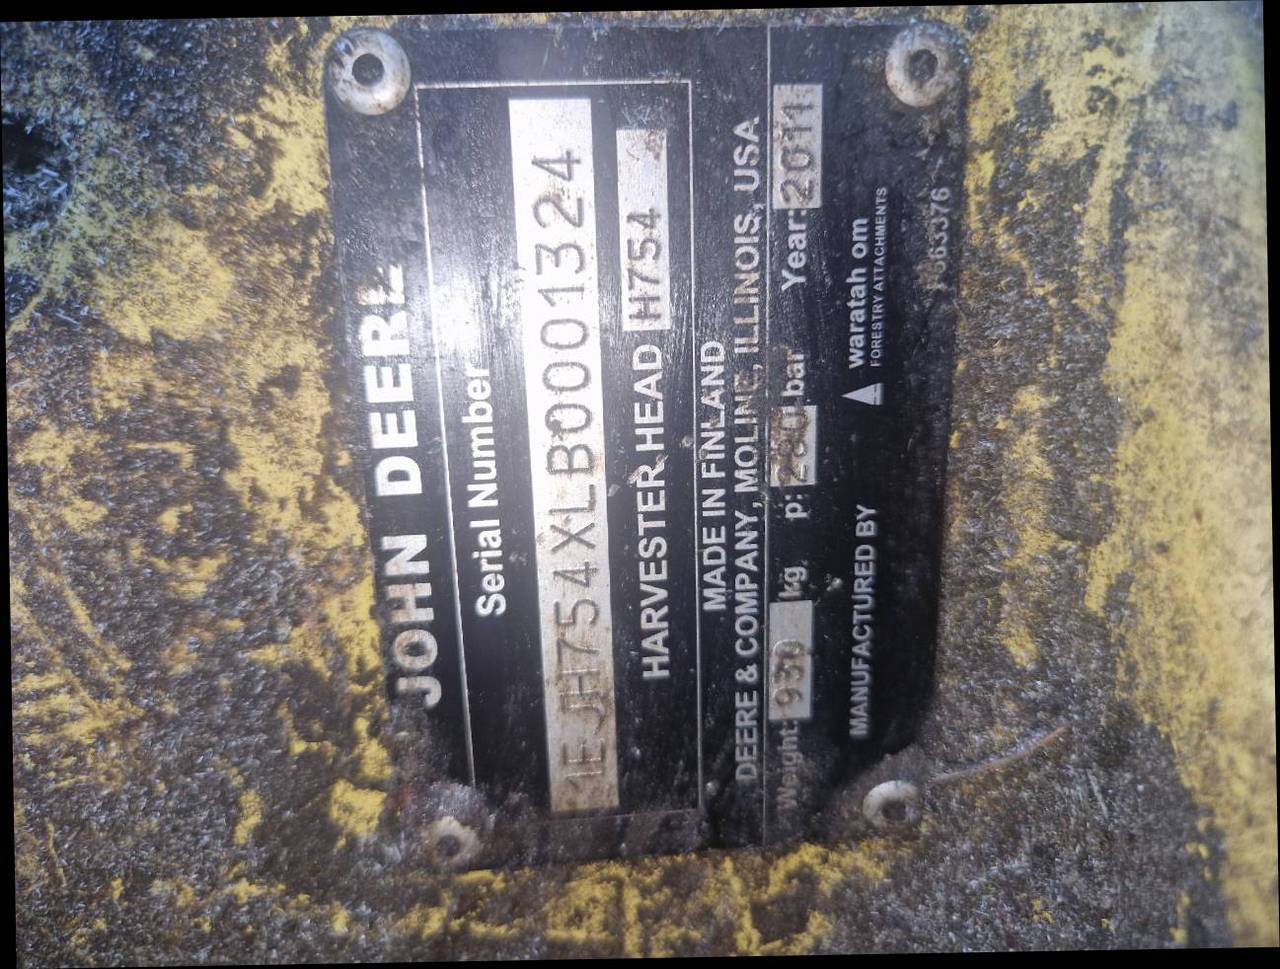 JOHN DEERE
Serial Number
1EJH754XLB0001324
HARVESTER HEAD H754
MADE IN FINLAND
DEERE & COMPANY, MOLINE, ILLINOIS, USA
Weight: 930 kg p: 280 bar Year: 2011
MANUFACTURED BY Waratah om
FORESTRY ATTACHMENTS